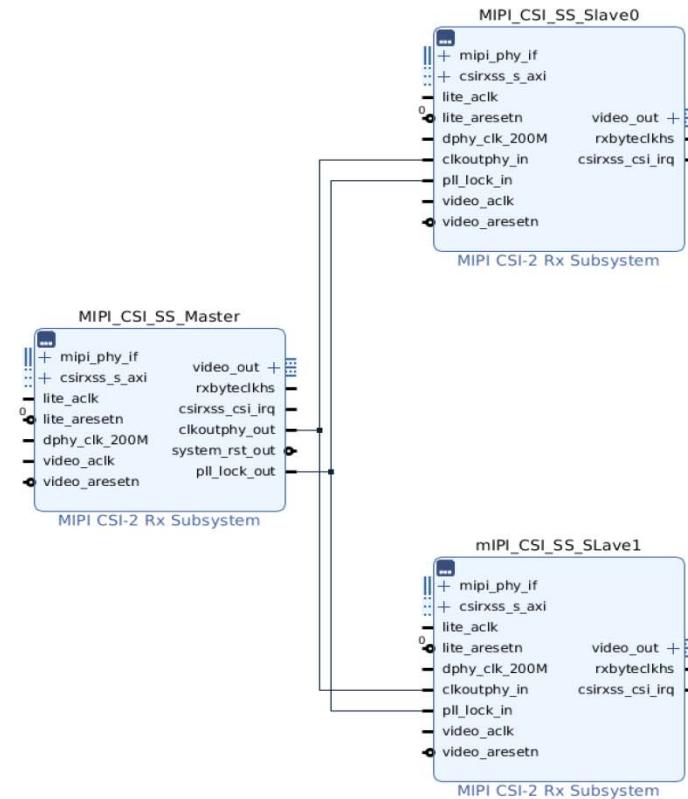 MIPI_CSI_SS_Slave0
mipi_phy_if
csirxss_s_axi
lite_aclk
0
lite_aresetn
video_out
dphy_clk_200M
rxbyteclkhs
clkoutphy_in
csirxss_csi_irq
pll_lock_in
video_aclk
video_aresetn
MIPI CSI-2 Rx Subsystem
MIPI_CSI_SS_Master
mipi_phy_if
video_out
csirxss_s_axi
rxbyteclkhs
lite_aclk
csirxss_csi_irq
0
lite_aresetn
clkoutphy_out
dphy_clk_200M
system_rst_out
video_aclk
pll_lock_out
video_aresetn
MIPI CSI-2 Rx Subsystem
mIPI_CSI_SS_SLave1
mipi_phy_if
csirxss_s_axi
lite_aclk
0
lite_aresetn
video_out
dphy_clk_200M
rxbyteclkhs
clkoutphy_in
csirxss_csi_irq
pll_lock_in
video_aclk
video_aresetn
MIPI CSI-2 Rx Subsystem